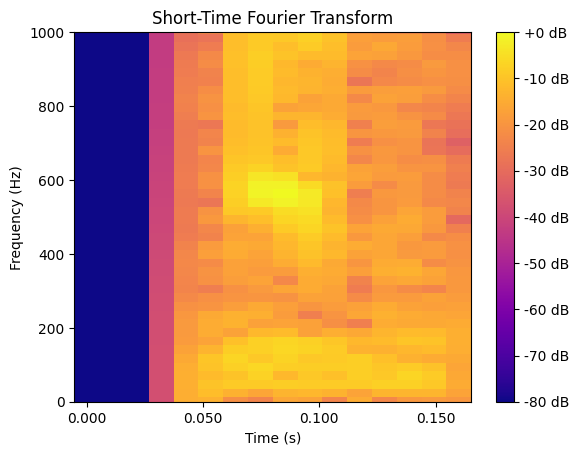 Short-Time Fourier Transform
1000
800
600
400
200
0
Frequency (Hz)
0.000
0.050
0.100
0.150
Time (s)
+0 dB
-10 dB
-20 dB
-30 dB
-40 dB
-50 dB
-60 dB
-70 dB
-80 dB